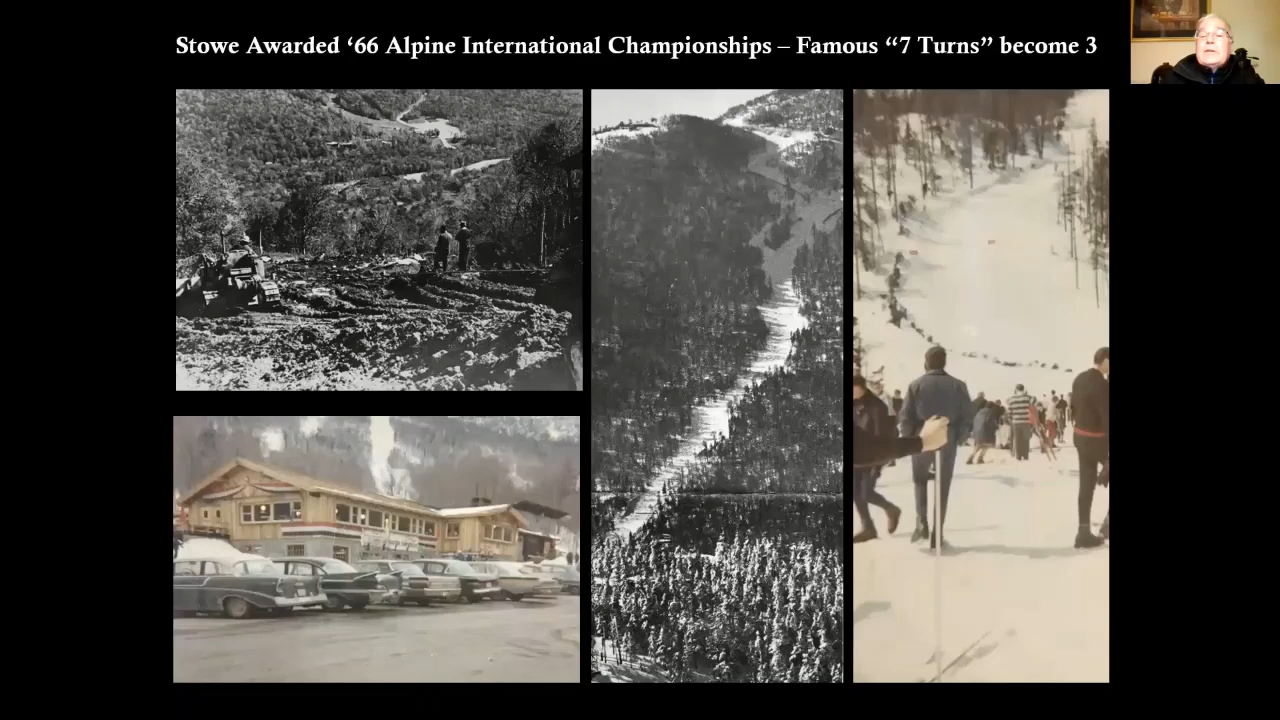 Stowe Awarded ‘66 Alpine International Championships – Famous “7 Turns” become 3